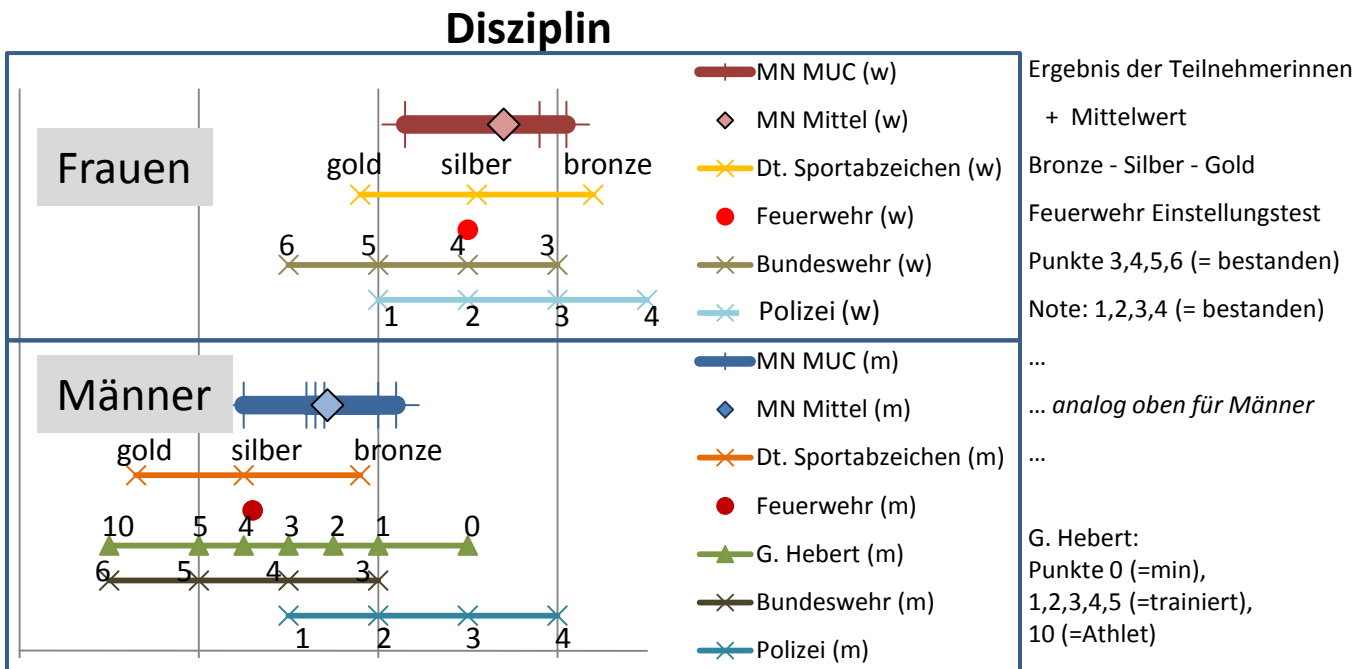 Disziplin
Frauen
gold silber bronze
6 5 4 3
1 2 3 4
MN MUC (w)
MN Mittel (w)
Dt. Sportabzeichen (w)
Feuerwehr (w)
Bundeswehr (w)
Polizei (w)
Ergebnis der Teilnehmerinnen
+ Mittelwert
Bronze - Silber - Gold
Feuerwehr Einstellungstest
Punkte 3,4,5,6 (= bestanden)
Note: 1,2,3,4 (= bestanden)
Männer
gold silber bronze
10 5 4 3 2 1 0
6 5 4 3
1 2 3 4
MN MUC (m)
MN Mittel (m)
Dt. Sportabzeichen (m)
Feuerwehr (m)
G. Hebert (m)
Bundeswehr (m)
Polizei (m)
...
... analog oben für Männer
...
G. Hebert:
Punkte 0 (=min),
1,2,3,4,5 (=trainiert),
10 (=Athlet)